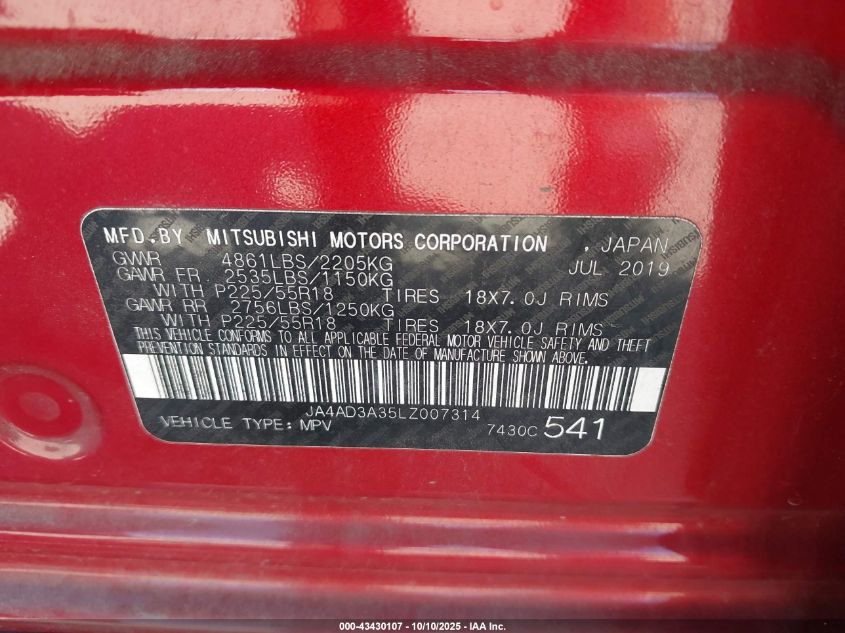 MFD.BY MITSUBISHI MOTORS CORPORATION , JAPAN
GVWR 4861LBS/2205KG JUL 2019
GAWR FR 2535LBS/1150KG
WITH P225/55R18 TIRES 18X7.0J RIMS
GAWR RR 2756LBS/1250KG
WITH P225/55R18 TIRES 18X7.0J RIMS
THIS VEHICLE CONFORMS TO ALL APPLICABLE FEDERAL MOTOR VEHICLE SAFETY AND THEFT
PREVENTION STANDARDS IN EFFECT ON THE DATE OF MANUFACTURE SHOWN ABOVE.
JA4AD3A35LZ007314
VEHICLE TYPE: MPV 7430C 541
000-43430107 - 10/10/2025 - IAA Inc.